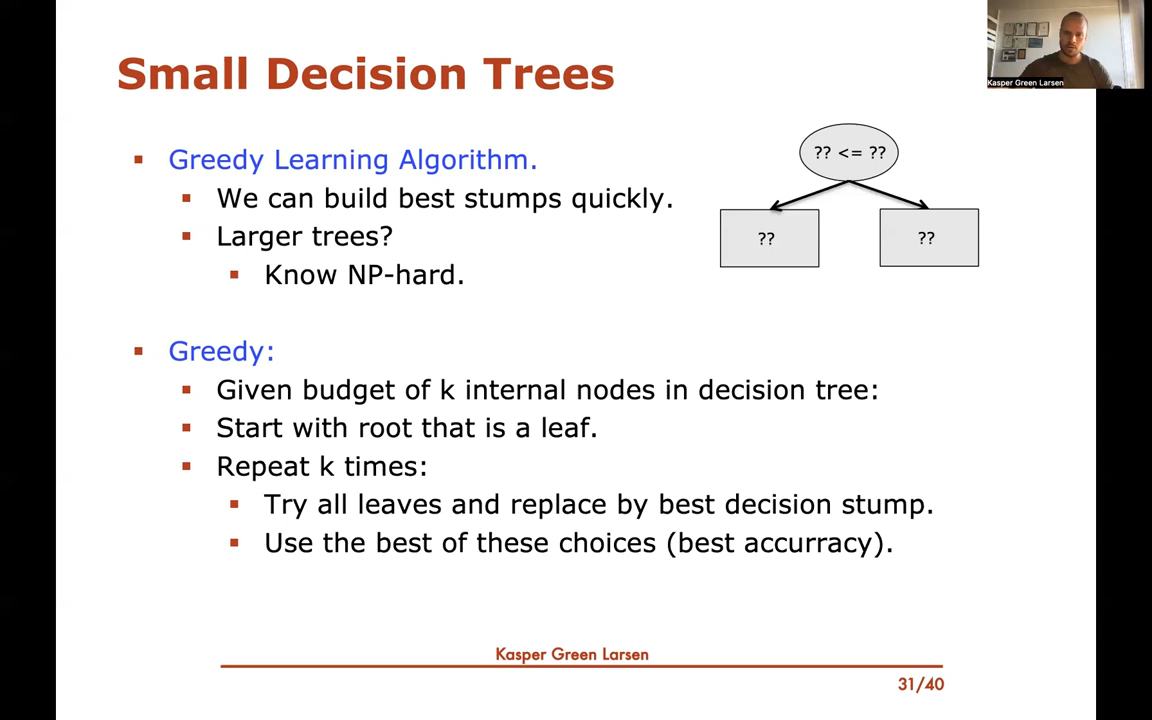 Small Decision Trees
Kasper Green Larsen
Greedy Learning Algorithm.
We can build best stumps quickly.
Larger trees?
Know NP-hard.
?? <= ??
?? ??
Greedy:
Given budget of k internal nodes in decision tree:
Start with root that is a leaf.
Repeat k times:
Try all leaves and replace by best decision stump.
Use the best of these choices (best accurracy).
Kasper Green Larsen
31/40